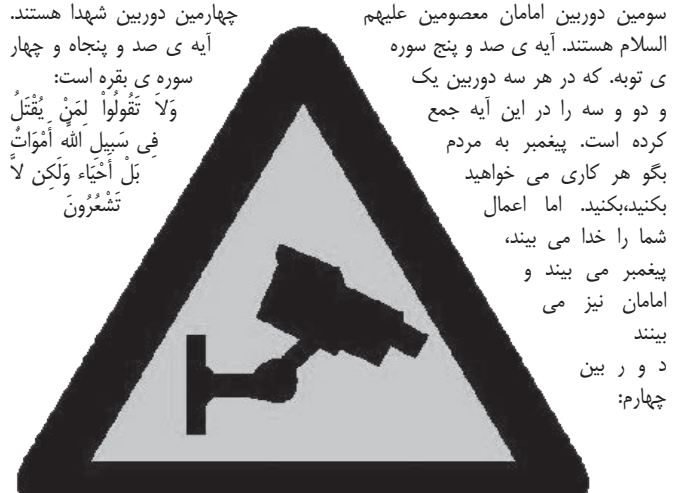 سومین دوربین امامان معصومین علیهم
السلام هستند. آیه ی صد و پنج سوره
ی توبه. که در هر سه دوربین یک
و دو و سه را در این آیه جمع
کرده است. پیغمبر به مردم
بگو هر کاری می خواهید
بکنید،بکنید. اما اعمال
شما را خدا می بیند،
پیغمبر می بیند و
امامان نیز می
بینند
د و ر بین
چهارم:
چهارمین دوربین شهدا هستند.
آیه ی صد و پنجاه و چهار
سوره ی بقره است:
وَلاَ تَقُولُواْ لِمَنْ یُقْتَلُ
فِی سَبیلِ اللهِ أَمْوَاتٌ
بَلْ أَحْیَاء وَلَکِن لاَّ
تَشْعُرُونَ